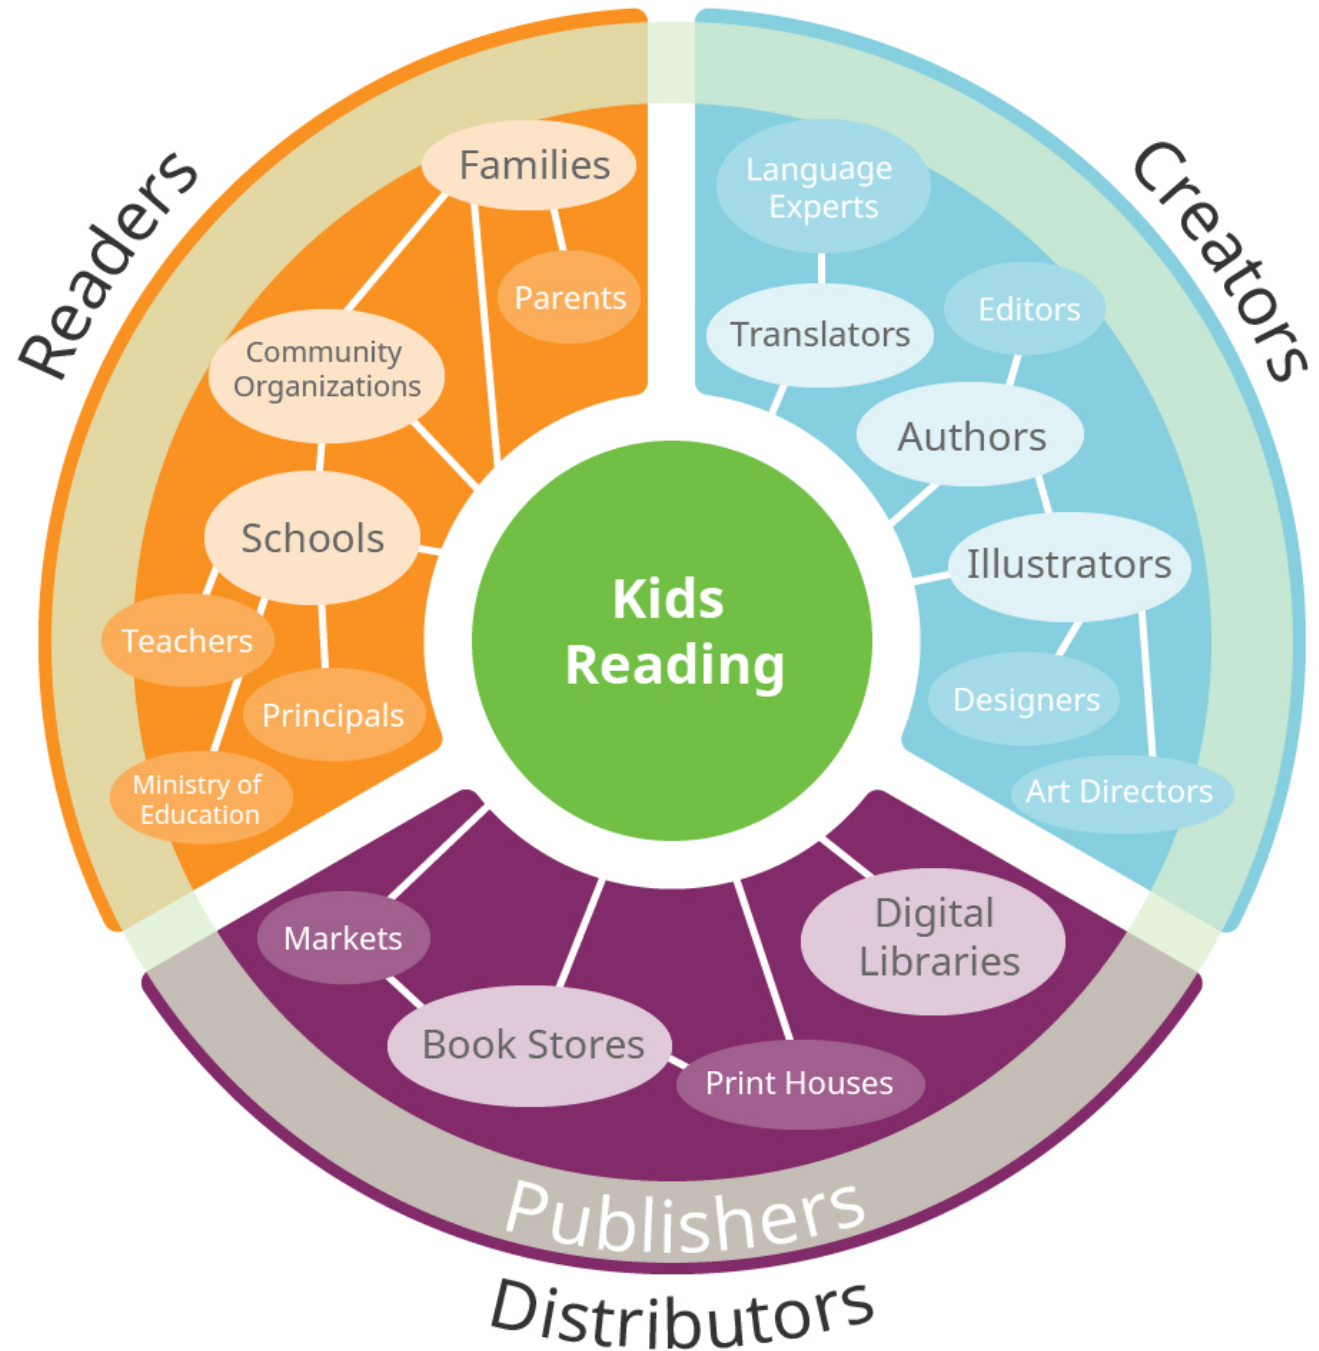 Readers
Families
Parents
Community
Organizations
Schools
Teachers
Principals
Ministry of
Education
Creators
Language
Experts
Translators
Editors
Authors
Illustrators
Designers
Art Directors
Kids
Reading
Markets
Book Stores
Print Houses
Digital
Libraries
Publishers
Distributors